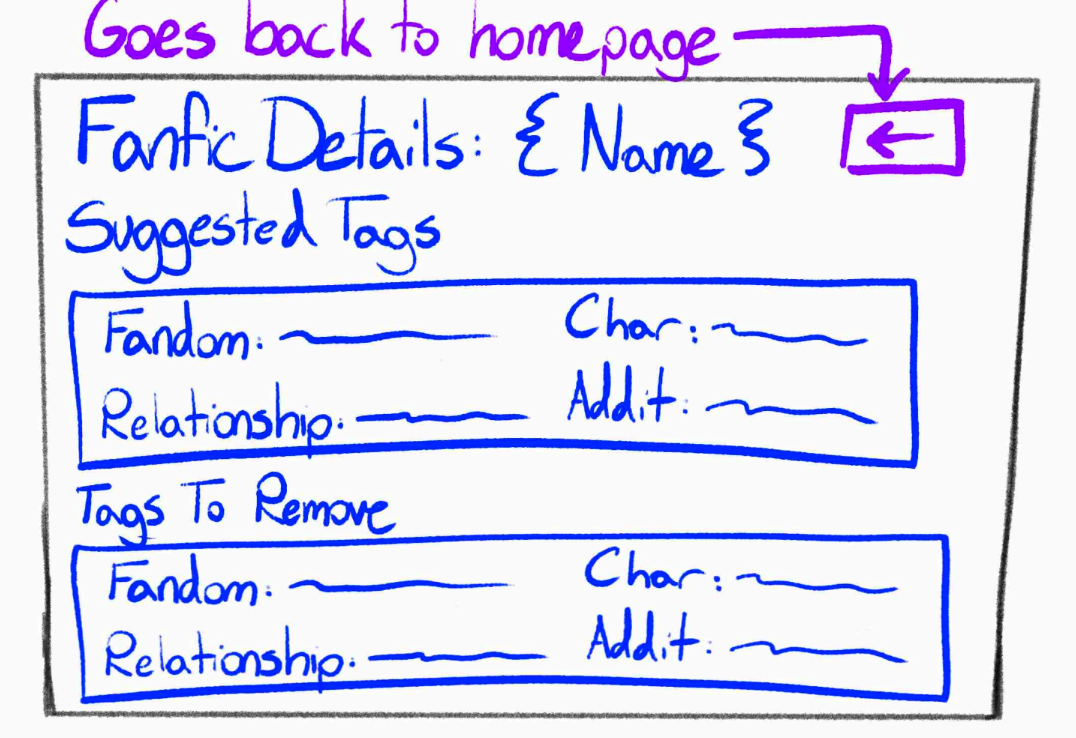 Goes back to homepage
Fanfic Details: { Name }
←
Suggested Tags
Fandom:
Char:
Relationship:
Addit:
Tags To Remove
Fandom:
Char:
Relationship:
Addit: